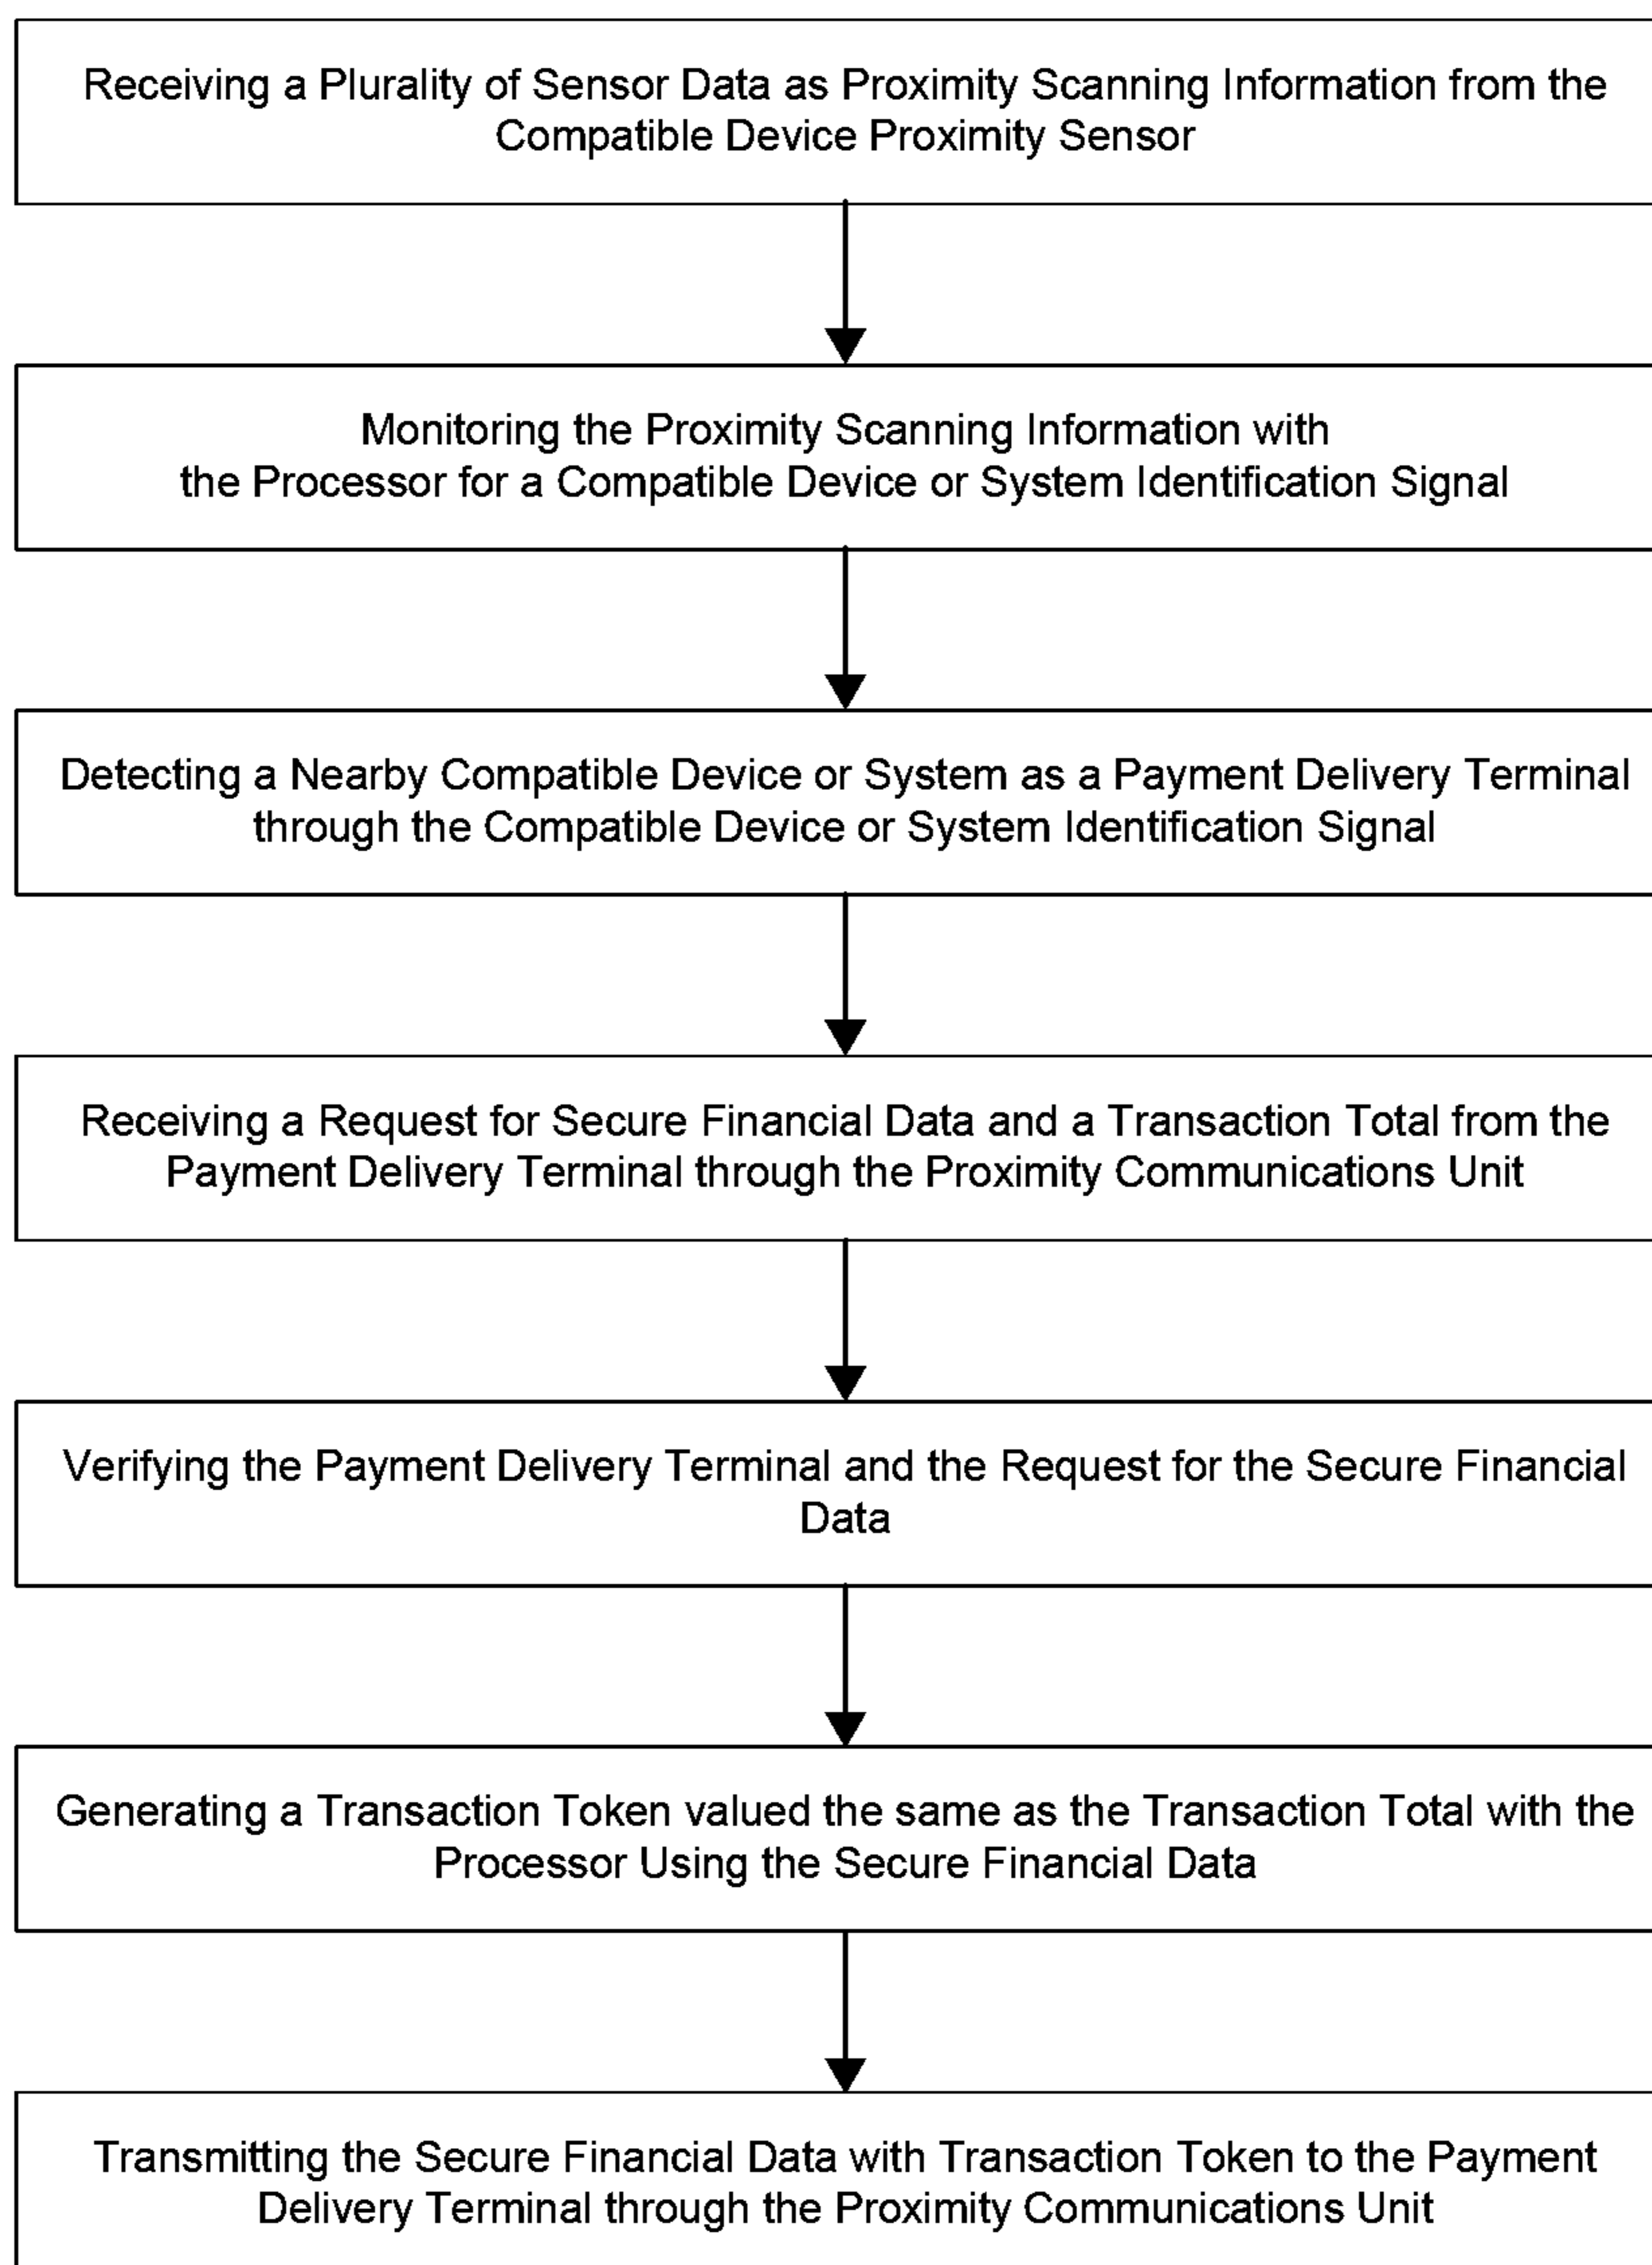 Receiving a Plurality of Sensor Data as Proximity Scanning Information from the
Compatible Device Proximity Sensor
Monitoring the Proximity Scanning Information with
the Processor for a Compatible Device or System Identification Signal
Detecting a Nearby Compatible Device or System as a Payment Delivery Terminal
through the Compatible Device or System Identification Signal
Receiving a Request for Secure Financial Data and a Transaction Total from the
Payment Delivery Terminal through the Proximity Communications Unit
Verifying the Payment Delivery Terminal and the Request for the Secure Financial
Data
Generating a Transaction Token valued the same as the Transaction Total with the
Processor Using the Secure Financial Data
Transmitting the Secure Financial Data with Transaction Token to the Payment
Delivery Terminal through the Proximity Communications Unit